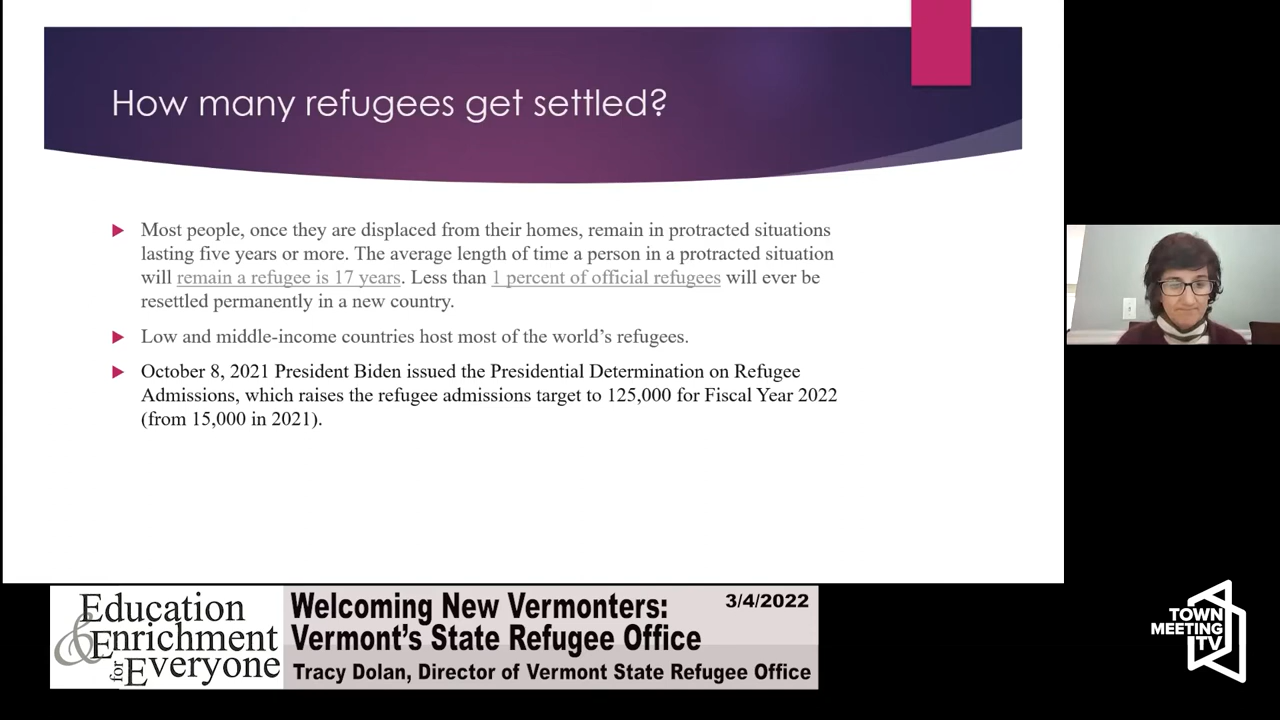 How many refugees get settled?
Most people, once they are displaced from their homes, remain in protracted situations
lasting five years or more. The average length of time a person in a protracted situation
will remain a refugee is 17 years. Less than 1 percent of official refugees will ever be
resettled permanently in a new country.
Low and middle-income countries host most of the world’s refugees.
October 8, 2021 President Biden issued the Presidential Determination on Refugee
Admissions, which raises the refugee admissions target to 125,000 for Fiscal Year 2022
(from 15,000 in 2021).
Education
& Enrichment
for Everyone
Welcoming New Vermonters:
3/4/2022
Vermont's State Refugee Office
Tracy Dolan, Director of Vermont State Refugee Office
TOWN
MEETING
TV